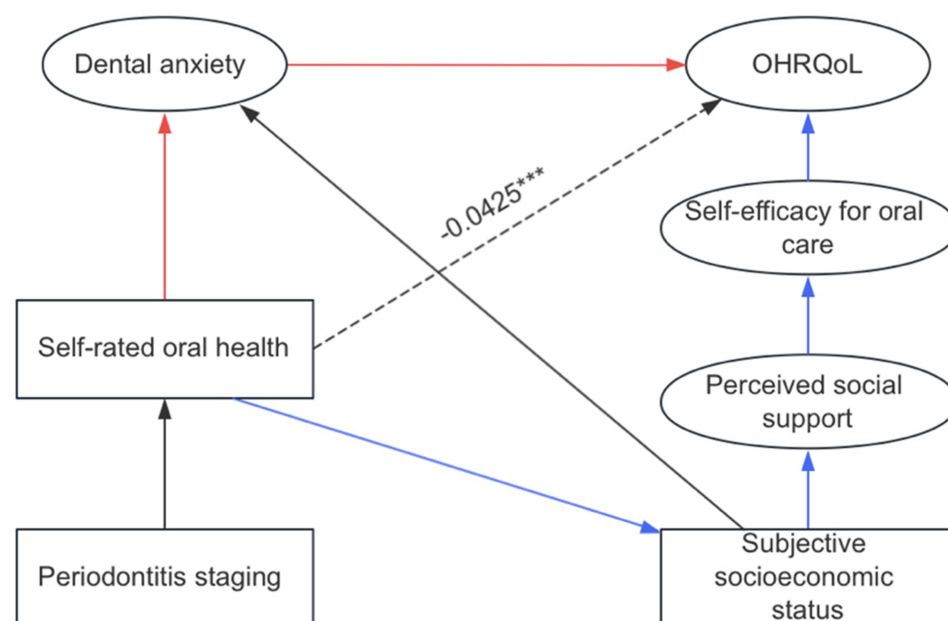 Dental anxiety
OHRQoL
-0.0425***
Self-efficacy for oral
care
Self-rated oral health
Perceived social
support
Periodontitis staging
Subjective
socioeconomic
status